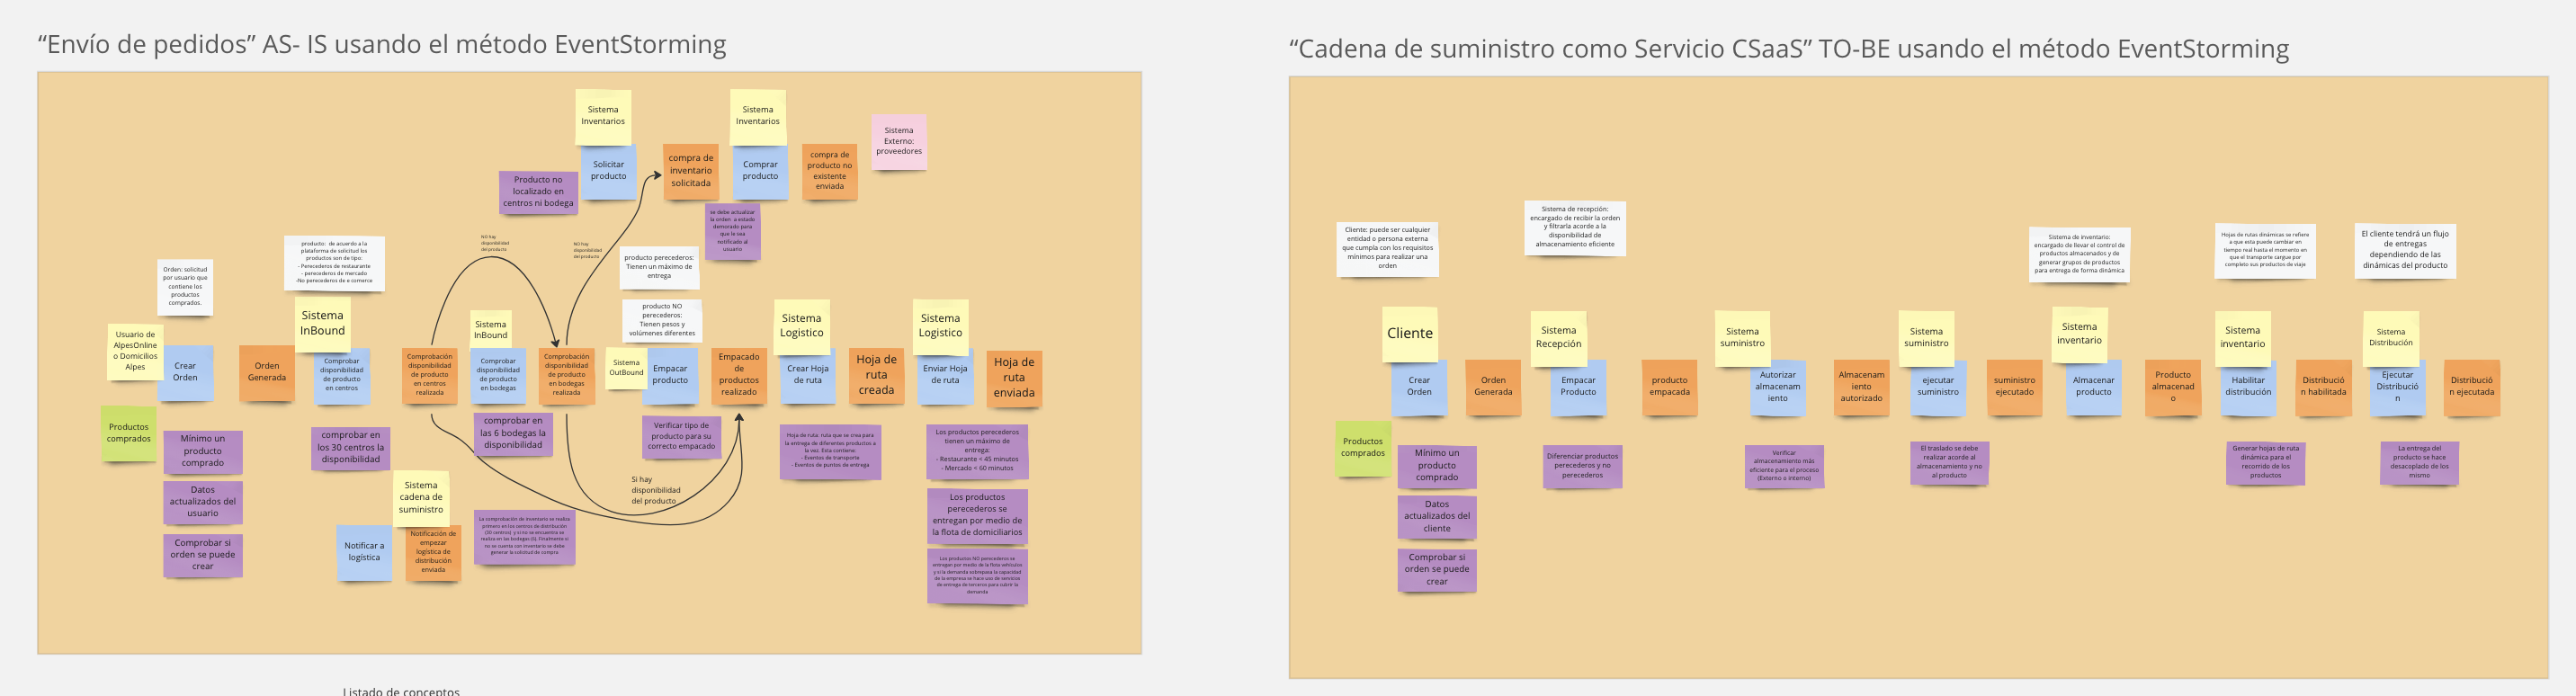 “Envío de pedidos” AS- IS usando el método EventStorming
Sistema
Inventarios
Sistema
Inventarios
Sistema
Externo:
proveedores
Solicitar
producto
compra de
inventario
solicitada
Comprar
producto
compra de
producto no
existente
enviada
Producto no
localizado en
centros ni bodega
se debe actualizar
la orden a estado
demorado para
que le sea
notificado al
usuario
NO hay
disponibilidad
del producto
NO hay
disponibilidad
del producto
producto: de acuerdo a la
plataforma de solicitud los
productos son de tipo:
- Perecederos de restaurante
- perecederos de mercado
-No perecederos de e comerce
Orden: solicitud
por usuario que
contiene los
productos
comprados.
producto perecederos:
Tienen un máximo de
entrega
producto NO
perecederos:
Tienen pesos y
volúmenes diferentes
Usuario de
AlpesOnline
o Domicilios
Alpes
Crear
Orden
Orden
Generada
Sistema
InBound
Comprobar
disponibilidad
de producto
en centros
Comprobación
disponibilidad
de producto
en centros
realizada
Sistema
InBound
Comprobar
disponibilidad
de producto
en bodegas
Comprobación
disponibilidad
de producto
en bodegas
realizada
Sistema
OutBound
Empacar
producto
Empacado
de
productos
realizado
Sistema
Logistico
Crear Hoja
de ruta
Hoja de
ruta
creada
Sistema
Logistico
Enviar Hoja
de ruta
Hoja de
ruta
enviada
Productos
comprados
Mínimo un
producto
comprado
Datos
actualizados del
usuario
Comprobar si
orden se puede
crear
comprobar en
los 30 centros la
disponibilidad
comprobar en
las 6 bodegas la
disponibilidad
Verificar tipo de
producto para su
correcto empacado
Hoja de ruta: ruta que se crea para
la entrega de diferentes productos a
la vez. Esta contiene:
- Eventos de transporte
- Eventos de puntos de entrega
Los productos perecederos
tienen un máximo de
entrega:
- Restaurante < 45 minutos
- Mercado < 60 minutos
Sistema
cadena de
suministro
Notificar a
logística
Notificación de
empezar
logística de
distribución
enviada
La comprobación de inventario se realiza
primero en los centros de distribución
(30 centros) y si no se encuentra se
realiza en las bodegas (6). Finalmente si
no se cuenta con inventario se debe
generar la solicitud de compra
Si hay
disponibilidad
del producto
Los productos
perecederos se
entregan por medio de
la flota de domiciliarios
Los productos NO perecederos se
entregan por medio de la flota vehículos
y si la demanda sobrepasa la capacidad
de la empresa se hace uso de servicios
de entrega de terceros para cubrir la
demanda
Listado de conceptos
“Cadena de suministro como Servicio CSaaS” TO-BE usando el método EventStorming
Cliente: puede ser cualquier
entidad o persona externa
que cumpla con los requisitos
mínimos para realizar una
orden
Sistema de recepción:
encargado de recibir la orden
y filtrarla acorde a la
disponibilidad de
almacenamiento eficiente
Sistema de inventario:
encargado de llevar el control de
productos almacenados y de
generar grupos de productos
para entrega de forma dinámica
Hojas de rutas dinámicas se refiere
a que esta puede cambiar en
tiempo real hasta el momento en
que el transporte cargue por
completo sus productos de viaje
El cliente tendrá un flujo
de entregas
dependiendo de las
dinámicas del producto
Cliente
Crear
Orden
Orden
Generada
Sistema
Recepción
Empacar
Producto
producto
empacada
Sistema
suministro
Autorizar
almacenam
iento
Almacenam
iento
autorizado
Sistema
suministro
ejecutar
suministro
suministro
ejecutado
Sistema
inventario
Almacenar
producto
Producto
almacenad
o
Sistema
inventario
Habilitar
distribución
Distribució
n habilitada
Sistema
Distribución
Ejecutar
Distribució
n
Distribució
n ejecutada
Productos
comprados
Mínimo un
producto
comprado
Datos
actualizados del
cliente
Comprobar si
orden se puede
crear
Diferenciar productos
perecederos y no
perecederos
Verificar
almacenamiento más
eficiente para el proceso
(Externo o interno)
El traslado se debe
realizar acorde al
almacenamiento y no
al producto
Generar hojas de ruta
dinámica para el
recorrido de los
productos
La entrega del
producto se hace
desacoplado de los
mismo